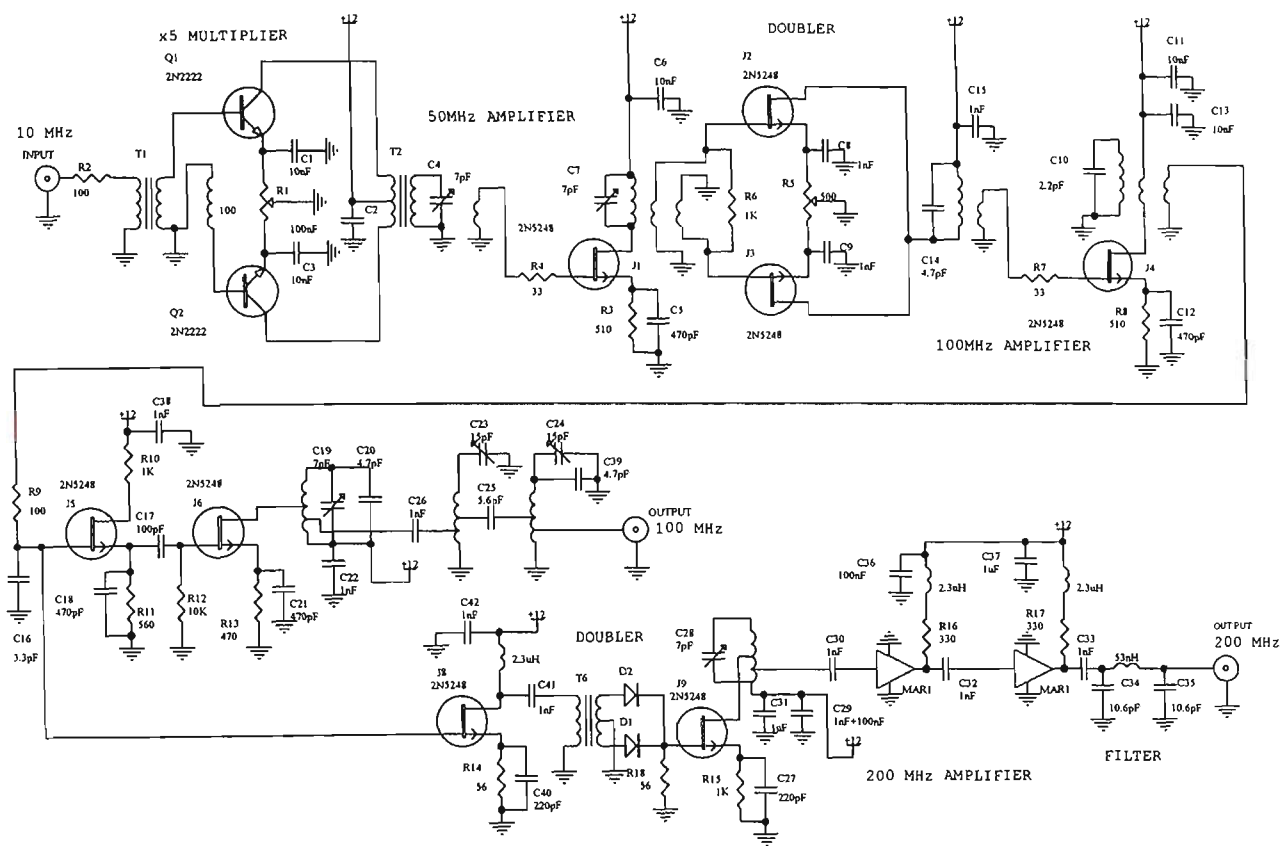 x5 MULTIPLIER
Q1
2N2222
+12
10 MHz
INPUT
R2
100
T1
100
C1
10nF
R1
100nF
C3
10nF
C2
Q2
2N2222
T2
C4
7pF
50MHz AMPLIFIER
+12
C6
10nF
C7
7pF
2N5248
R4
33
J1
R3
510
C5
470pF
DOUBLER
J2
2N5248
R6
1K
C8
1nF
R5
500
C9
1nF
J3
2N5248
+12
C15
1nF
C14
4.7pF
R7
33
2N5248
100MHz AMPLIFIER
+12
C11
10nF
C13
10nF
C10
2.2pF
J4
R8
510
C12
470pF
+12
C38
1nF
R10
1K
R9
100
2N5248
J5
C17
100pF
2N5248
J6
C16
3.3pF
C18
470pF
R11
560
R12
10K
R13
470
C21
470pF
C19
7pF
C20
4.7pF
C22
1nF
+12
C26
1nF
C23
15pF
C25
5.6pF
C24
15pF
C39
4.7pF
OUTPUT
100 MHz
C42
1nF
+12
2.3uH
DOUBLER
J8
2N5248
C41
1nF
T6
D2
D1
R14
56
C40
220pF
R18
56
C28
7pF
J9
2N5248
R15
1K
C27
220pF
C31
1uF
C29
1nF+100nF
+12
200 MHz AMPLIFIER
C30
1nF
C36
100nF
2.3uH
R16
330
MAR1
C32
1nF
C37
1uF
+12
2.3uH
R17
330
MAR1
C33
1nF
53nH
C34
10.6pF
C35
10.6pF
OUTPUT
200 MHz
FILTER